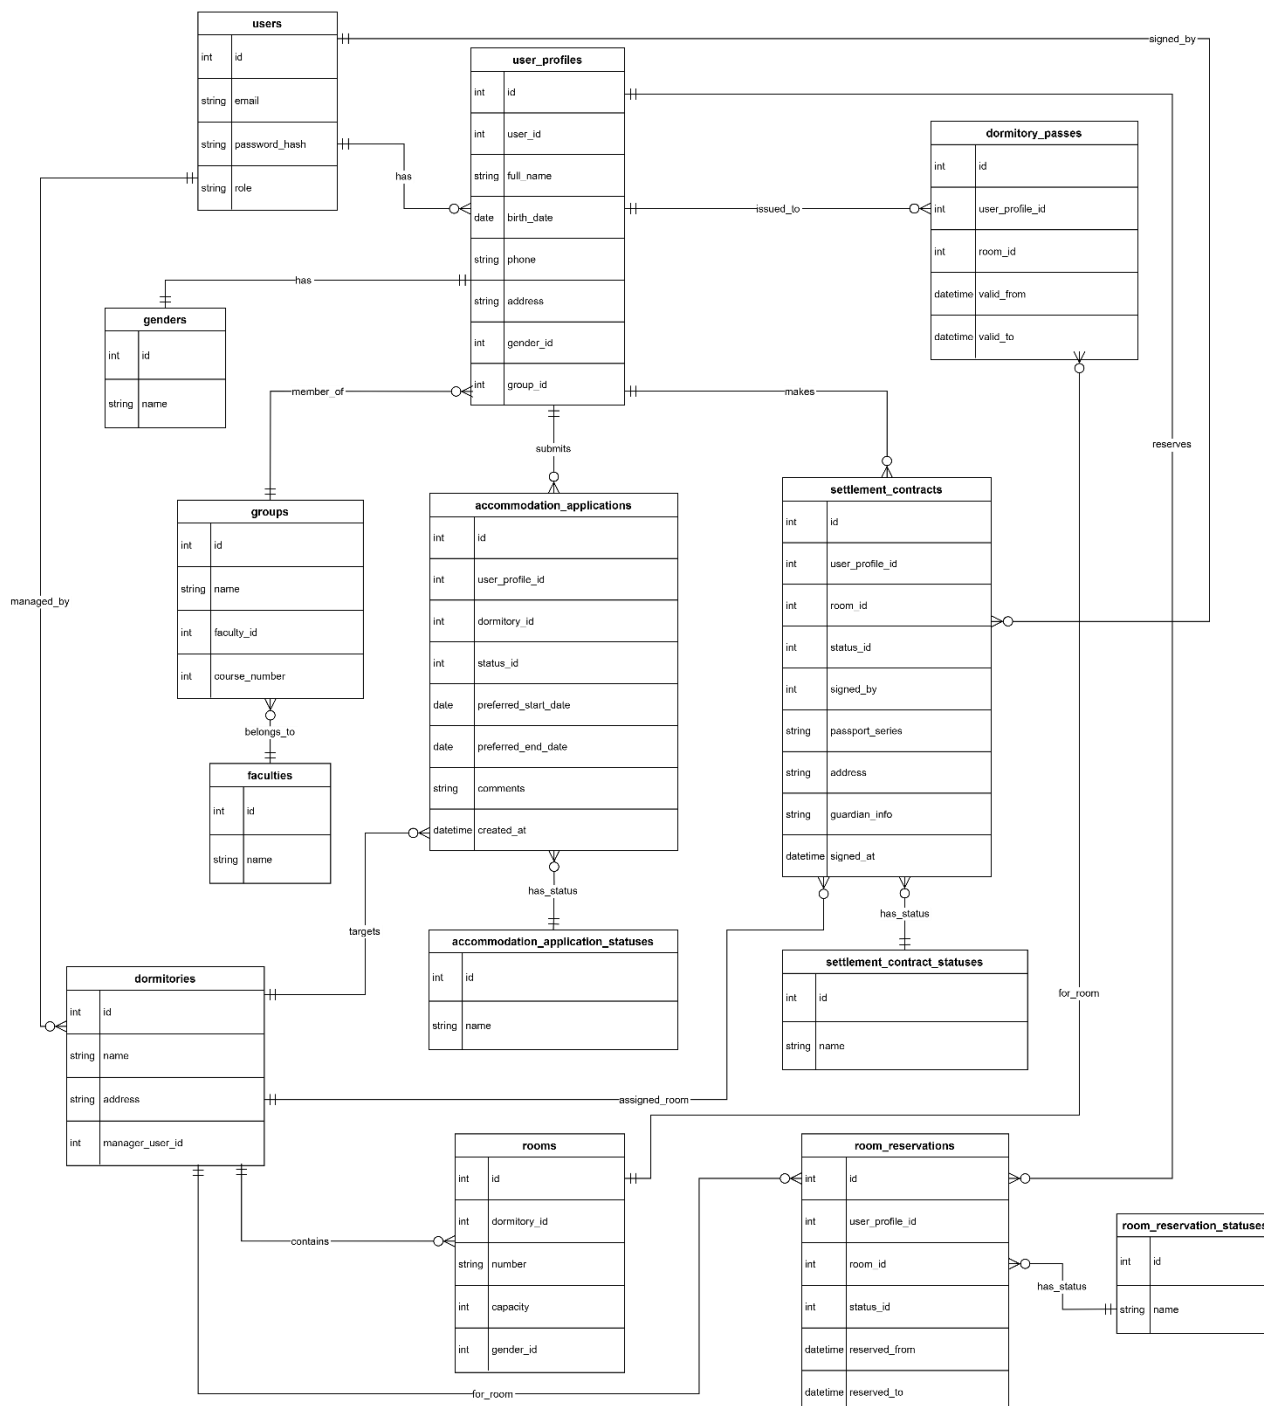 users
int id
string email
string password_hash
string role
signed_by
user_profiles
int id
int user_id
string full_name
date birth_date
string phone
string address
int gender_id
int group_id
has
dormitory_passes
int id
int user_profile_id
int room_id
datetime valid_from
datetime valid_to
issued_to
has
genders
int id
string name
member_of
makes
submits
reserves
groups
int id
string name
int faculty_id
int course_number
accommodation_applications
int id
int user_profile_id
int dormitory_id
int status_id
date preferred_start_date
date preferred_end_date
string comments
datetime created_at
settlement_contracts
int id
int user_profile_id
int room_id
int status_id
int signed_by
string passport_series
string address
string guardian_info
datetime signed_at
managed_by
belongs_to
faculties
int id
string name
has_status
has_status
targets
accommodation_application_statuses
int id
string name
settlement_contract_statuses
int id
string name
for_room
dormitories
int id
string name
string address
int manager_user_id
assigned_room
rooms
int id
int dormitory_id
string number
int capacity
int gender_id
contains
room_reservations
int id
int user_profile_id
int room_id
int status_id
datetime reserved_from
datetime reserved_to
has_status
room_reservation_statuses
int id
string name
for_room